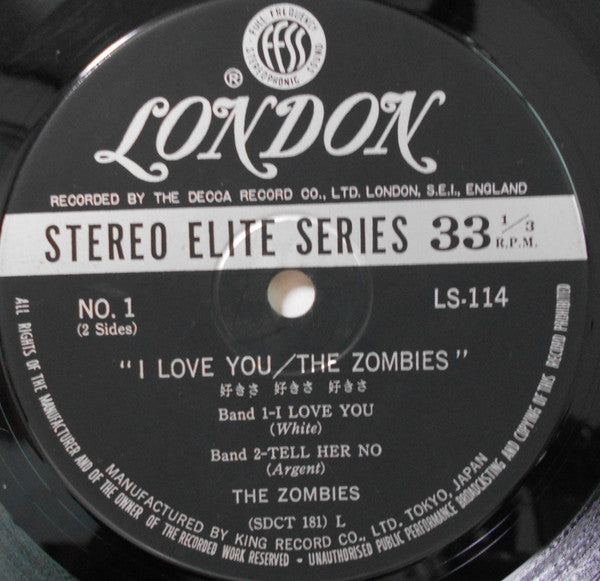 FULL FREQUENCY
FFSS
STEREOPHONIC SOUND
®
LONDON
RECORDED BY THE DECCA RECORD CO., LTD. LONDON, S.E.I., ENGLAND
STEREO ELITE SERIES 33 1/3
R.P.M.
NO. 1
(2 Sides)
LS-114
"I LOVE YOU/THE ZOMBIES"
好きさ 好きさ 好きさ
Band 1-I LOVE YOU
(White)
Band 2-TELL HER NO
(Argent)
THE ZOMBIES
(SDCT 181) L
MANUFACTURED BY KING RECORD CO., LTD. TOKYO, JAPAN
ALL RIGHTS OF THE MANUFACTURER AND OF THE OWNER OF THE RECORDED WORK RESERVED - UNAUTHORISED PUBLIC PERFORMANCE BROADCASTING AND COPYING OF THIS RECORD PROHIBITED